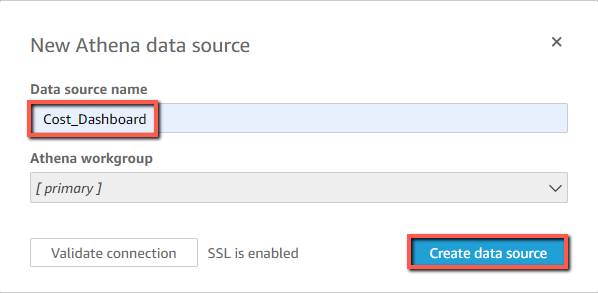 New Athena data source
Data source name
Cost_Dashboard
Athena workgroup
[ primary ]
Validate connection SSL is enabled Create data source